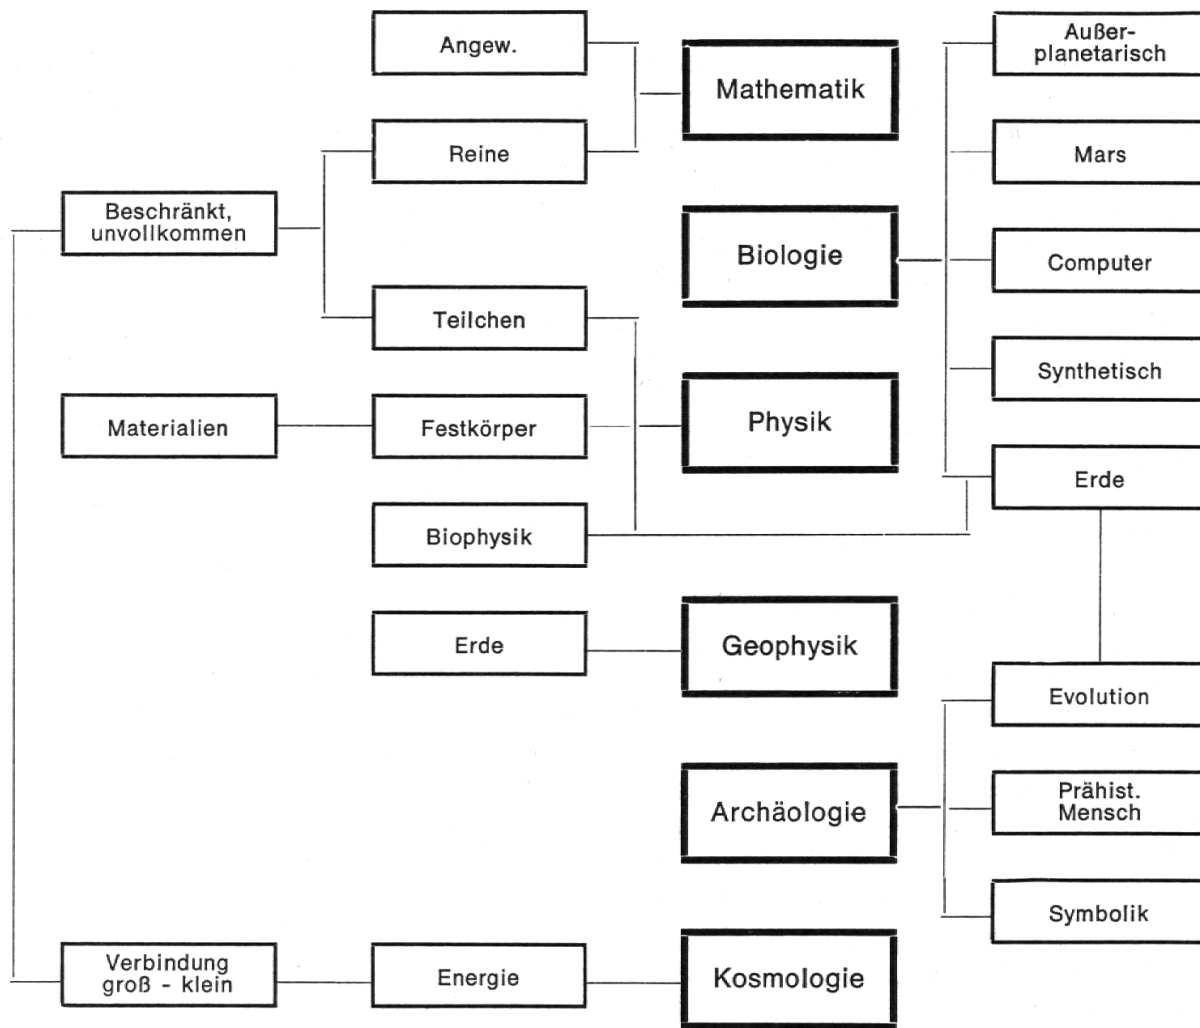 Angew.
Mathematik
Außer-
planetarisch
Reine
Mars
Beschränkt,
unvollkommen
Biologie
Computer
Teilchen
Synthetisch
Materialien
Festkörper
Physik
Erde
Biophysik
Erde
Geophysik
Evolution
Archäologie
Prähist.
Mensch
Symbolik
Verbindung
groß - klein
Energie
Kosmologie